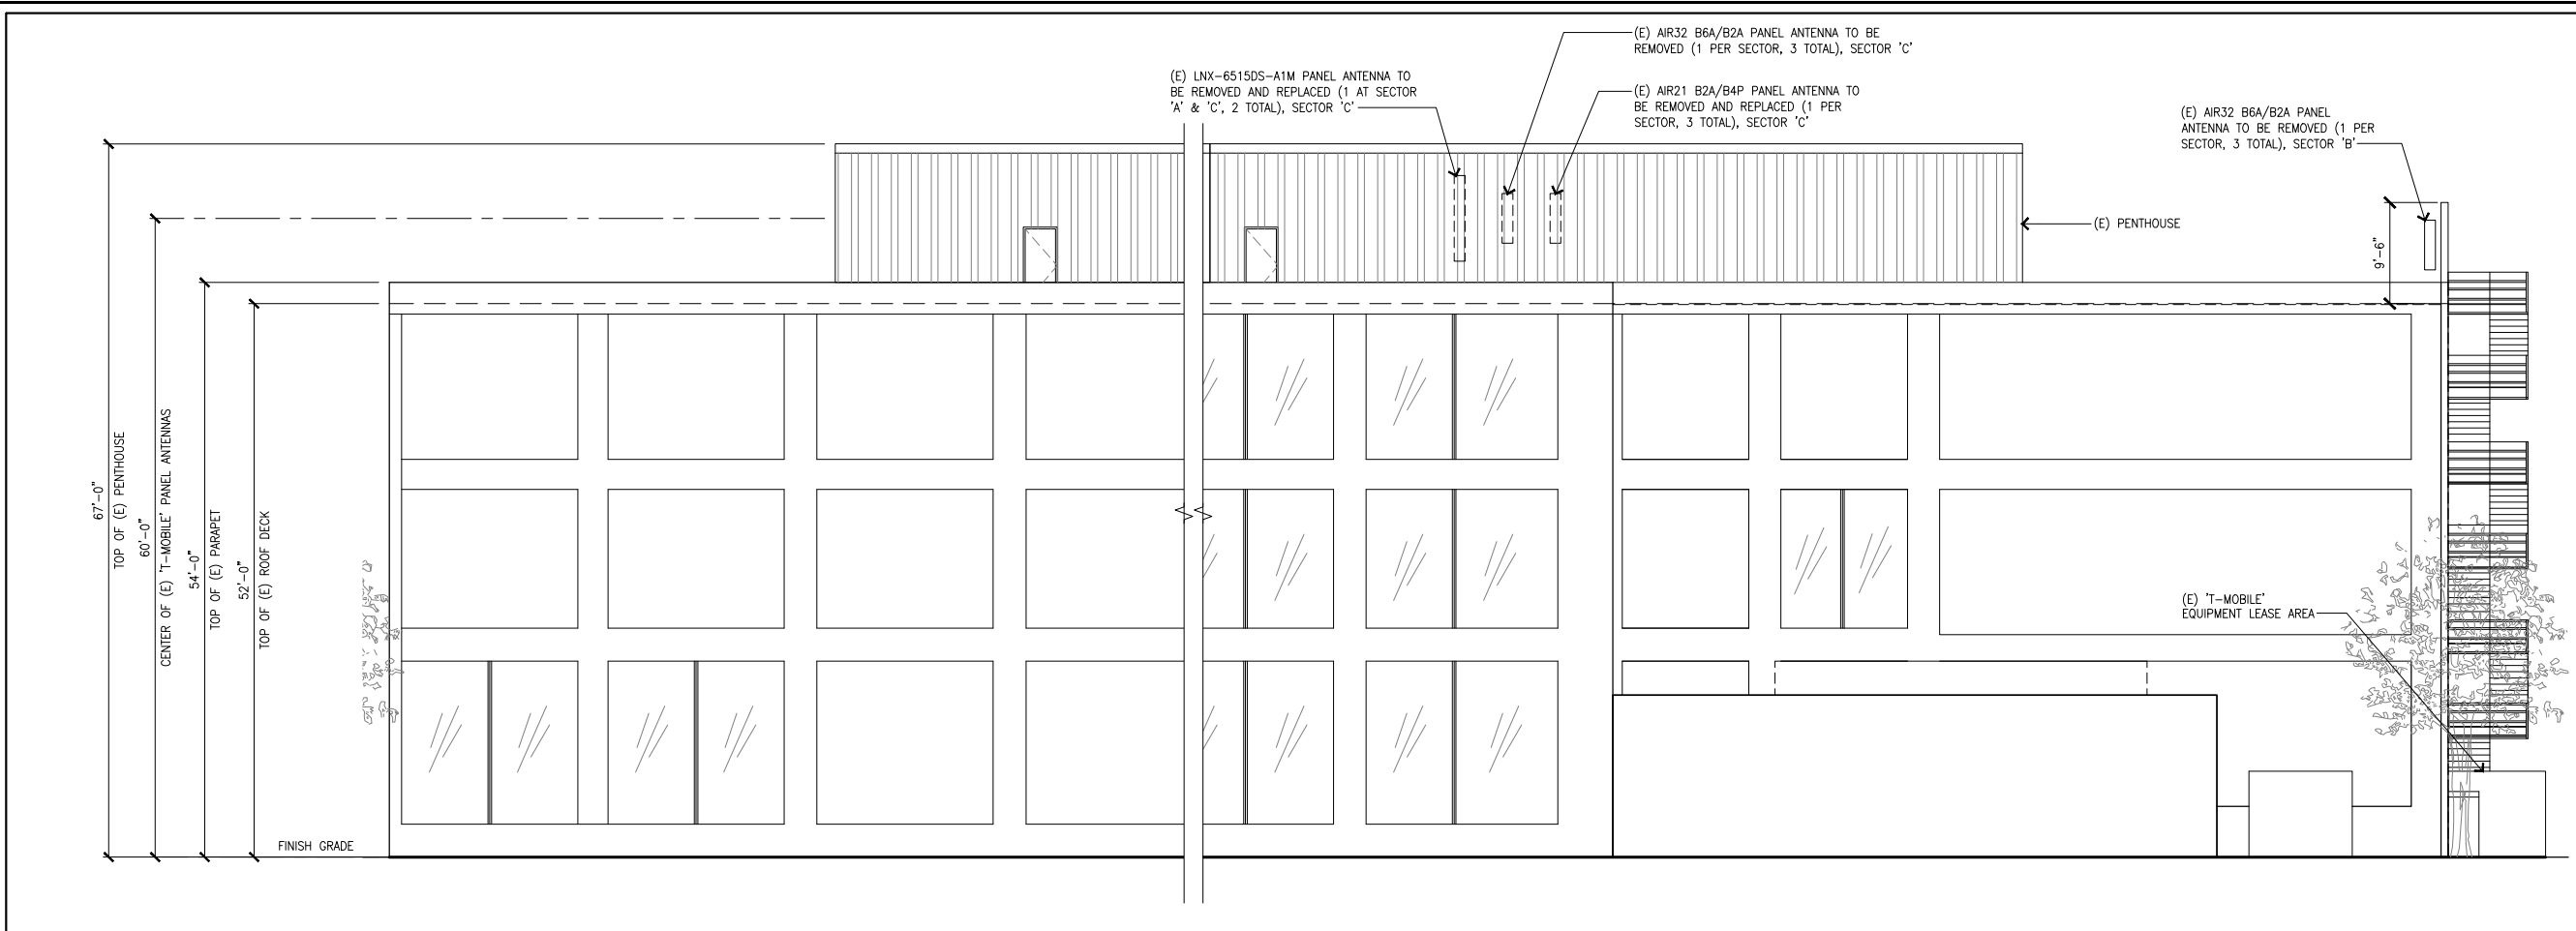 (E) AIR32 B6A/B2A PANEL ANTENNA TO BE
REMOVED (1 PER SECTOR, 3 TOTAL), SECTOR 'C'
(E) LNX-6515DS-A1M PANEL ANTENNA TO
BE REMOVED AND REPLACED (1 AT SECTOR
'A' & 'C', 2 TOTAL), SECTOR 'C'
(E) AIR21 B2A/B4P PANEL ANTENNA TO
BE REMOVED AND REPLACED (1 PER
SECTOR, 3 TOTAL), SECTOR 'C'
(E) AIR32 B6A/B2A PANEL
ANTENNA TO BE REMOVED (1 PER
SECTOR, 3 TOTAL), SECTOR 'B'
(E) PENTHOUSE
9'-6"
67'-0"
TOP OF (E) PENTHOUSE
60'-0"
CENTER OF (E) 'T-MOBILE' PANEL ANTENNAS
54'-0"
TOP OF (E) PARAPET
52'-0"
TOP OF (E) ROOF DECK
(E) 'T-MOBILE'
EQUIPMENT LEASE AREA
FINISH GRADE